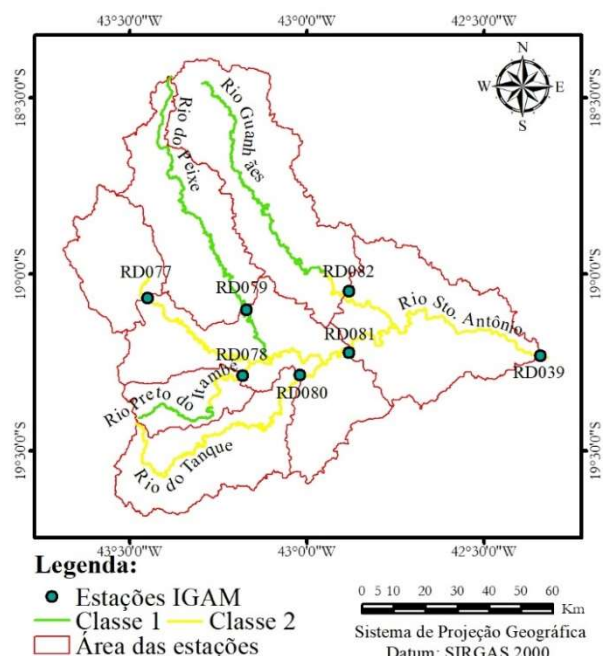 43°30'0"W 43°00'0"W 42°30'0"W
N
W E
S
18°30'0"S 18°30'0"S
Rio do Peixe
Rio Guanhães
19°00'0"S 19°00'0"S
RD077
RD079
RD082
Rio Sto. Antônio
RD081
RD039
RD078
RD080
Rio Preto do Itambé
Rio do Tanque
19°30'0"S 19°30'0"S
43°30'0"W 43°00'0"W 42°30'0"W
Legenda:
Estações IGAM
Classe 1 Classe 2
Área das estações
0 5 10 20 30 40 50 60
Km
Sistema de Projeção Geográfica
Datum: SIRGAS 2000